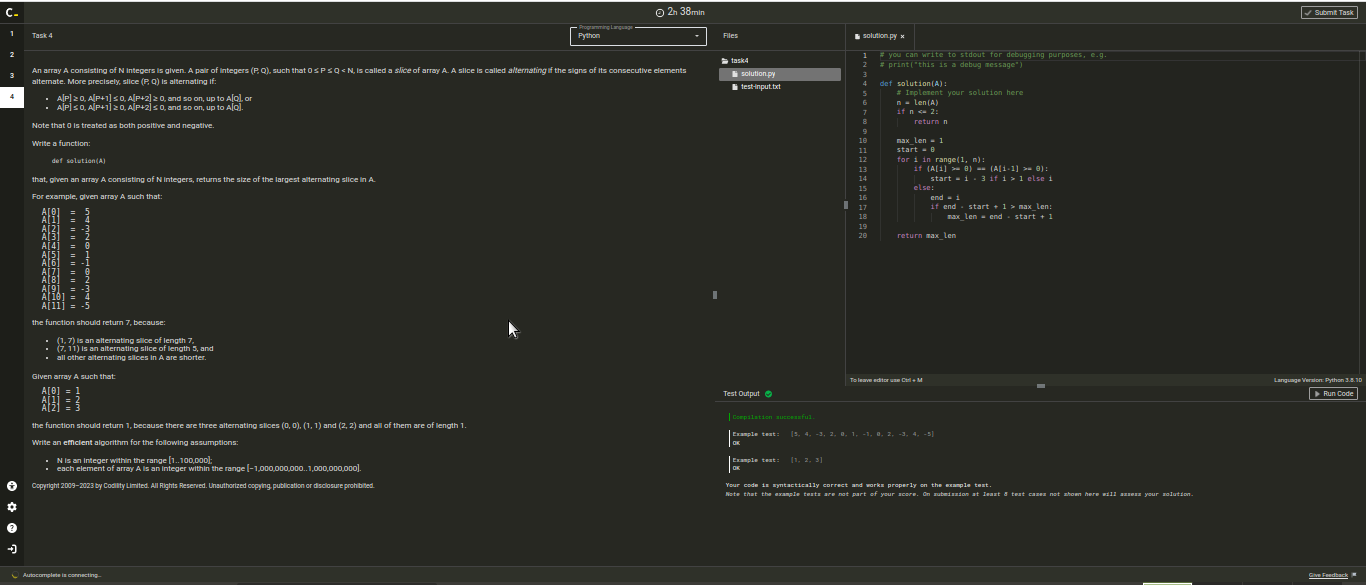 C.
2h 38min
Submit Task
1
2
3
4
Task 4
Programming Language
Python
An array A consisting of N integers is given. A pair of integers (P, Q), such that 0 ≤ P ≤ Q < N, is called a slice of array A. A slice is called alternating if the signs of its consecutive elements
alternate. More precisely, slice (P, Q) is alternating if:
• A[P] ≥ 0, A[P+1] ≤ 0, A[P+2] ≥ 0, and so on, up to A[Q], or
• A[P] ≤ 0, A[P+1] ≥ 0, A[P+2] ≤ 0, and so on, up to A[Q].
Note that 0 is treated as both positive and negative.
Write a function:
def solution(A)
that, given an array A consisting of N integers, returns the size of the largest alternating slice in A.
For example, given array A such that:
A[0] = 5
A[1] = 4
A[2] = -3
A[3] = 2
A[4] = 0
A[5] = 1
A[6] = -1
A[7] = 0
A[8] = 2
A[9] = -3
A[10] = 4
A[11] = -5
the function should return 7, because:
• (1, 7) is an alternating slice of length 7,
• (7, 11) is an alternating slice of length 5, and
• all other alternating slices in A are shorter.
Given array A such that:
A[0] = 1
A[1] = 2
A[2] = 3
the function should return 1, because there are three alternating slices (0, 0), (1, 1) and (2, 2) and all of them are of length 1.
Write an efficient algorithm for the following assumptions:
• N is an integer within the range [1..100,000];
• each element of array A is an integer within the range [−1,000,000,000..1,000,000,000].
Copyright 2009–2023 by Codility Limited. All Rights Reserved. Unauthorized copying, publication or disclosure prohibited.
Files
task4
solution.py
test-input.txt
solution.py ×
1 # you can write to stdout for debugging purposes, e.g.
2 # print("this is a debug message")
3
4 def solution(A):
5 # Implement your solution here
6 n = len(A)
7 if n <= 2:
8 return n
9
10 max_len = 1
11 start = 0
12 for i in range(1, n):
13 if (A[i] >= 0) == (A[i-1] >= 0):
14 start = i - 3 if i > 1 else i
15 else:
16 end = i
17 if end - start + 1 > max_len:
18 max_len = end - start + 1
19
20 return max_len
To leave editor use Ctrl + M
Language Version: Python 3.8.10
Test Output
Run Code
Compilation successful.
Example test: [5, 4, -3, 2, 0, 1, -1, 0, 2, -3, 4, -5]
OK
Example test: [1, 2, 3]
OK
Your code is syntactically correct and works properly on the example test.
Note that the example tests are not part of your score. On submission at least 8 test cases not shown here will assess your solution.
Autocomplete is connecting...
Give Feedback